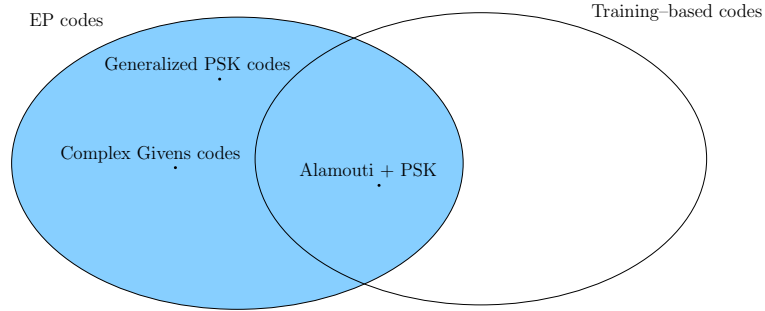 EP codes
Training–based codes
Generalized PSK codes
Complex Givens codes
Alamouti + PSK